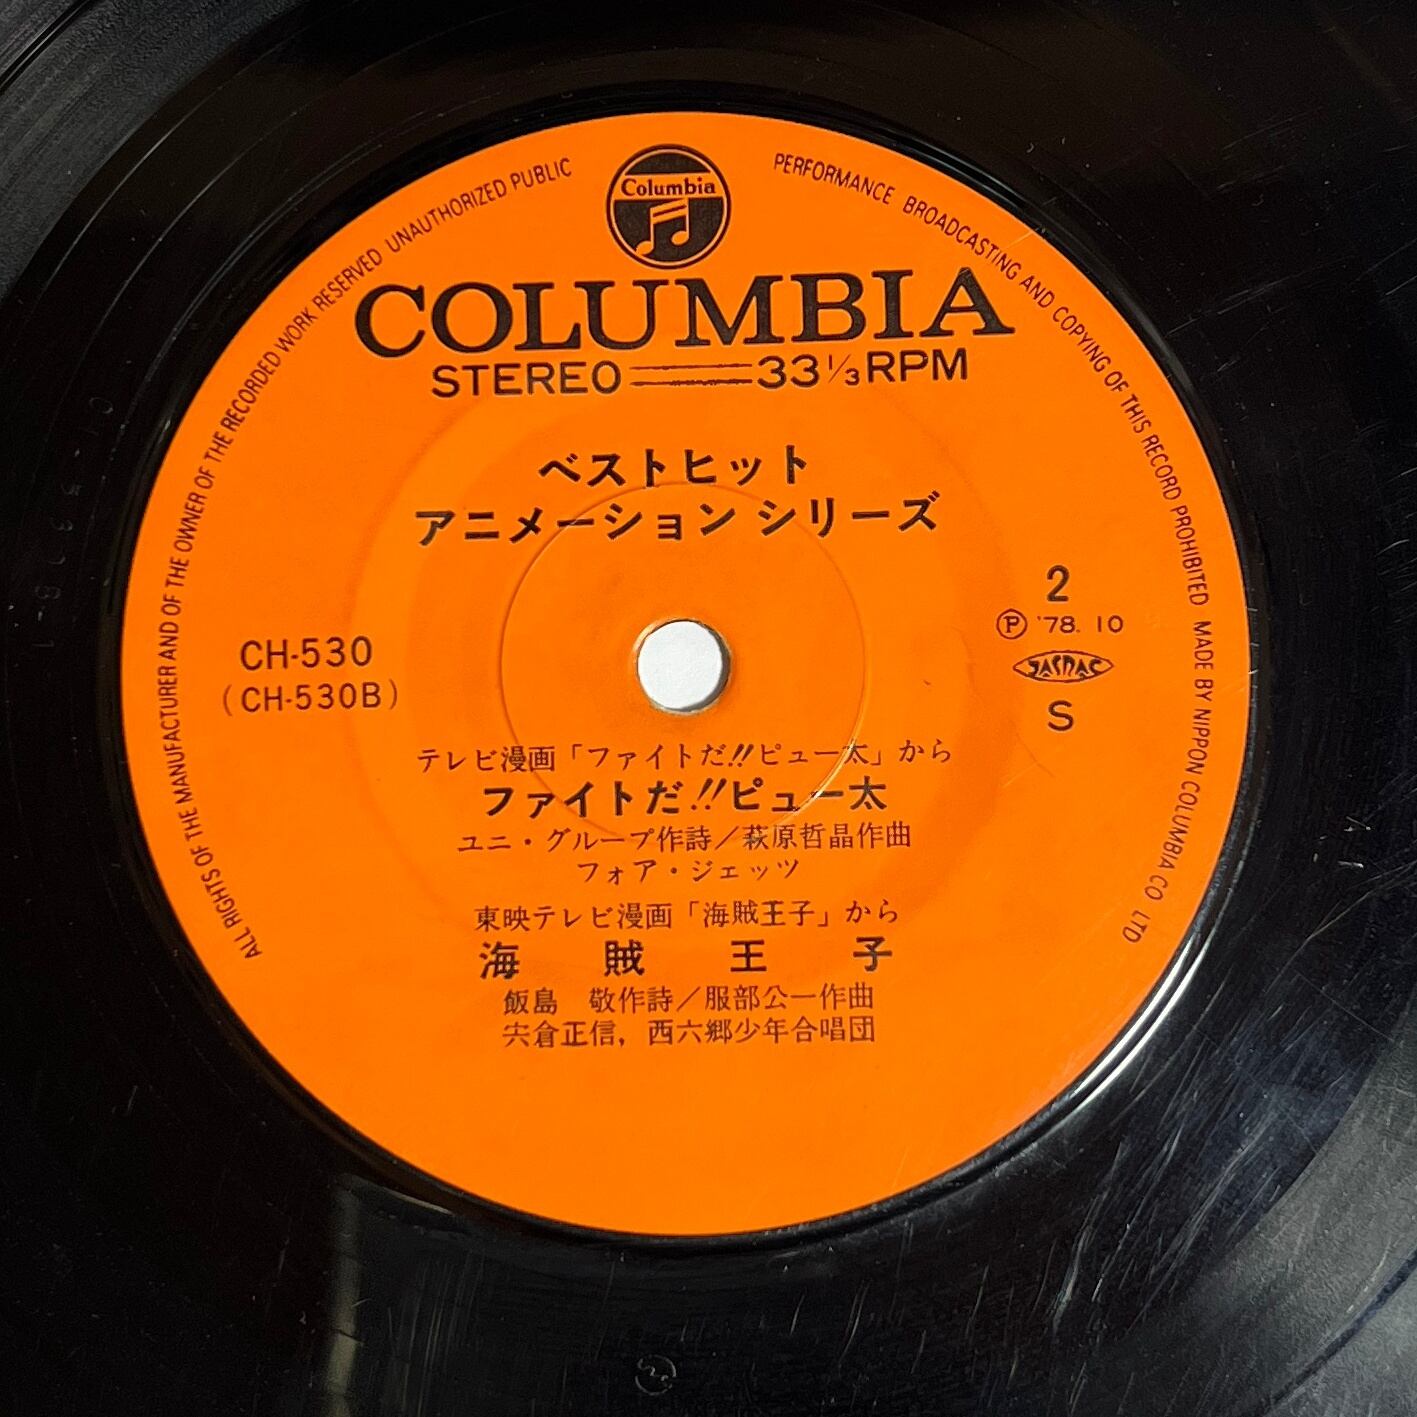 ALL RIGHTS OF THE MANUFACTURER AND OF THE OWNER OF THE RECORDED WORK RESERVED UNAUTHORIZED PUBLIC PERFORMANCE BROADCASTING AND COPYING OF THIS RECORD PROHIBITED MADE BY NIPPON COLUMBIA CO LTD
Columbia
COLUMBIA
STEREO 33 1/3 RPM
ベストヒット
アニメーション シリーズ
2
Ⓟ '78. 10
JASRAC
S
CH-530
(CH-530B)
テレビ漫画「ファイトだ!!ピュー太」から
ファイトだ!!ピュー太
ユニ・グループ作詩／萩原哲晶作曲
フォア・ジェッツ
東映テレビ漫画「海賊王子」から
海賊王子
飯島 敬作詩／服部公一作曲
宍倉正信, 西六郷少年合唱団